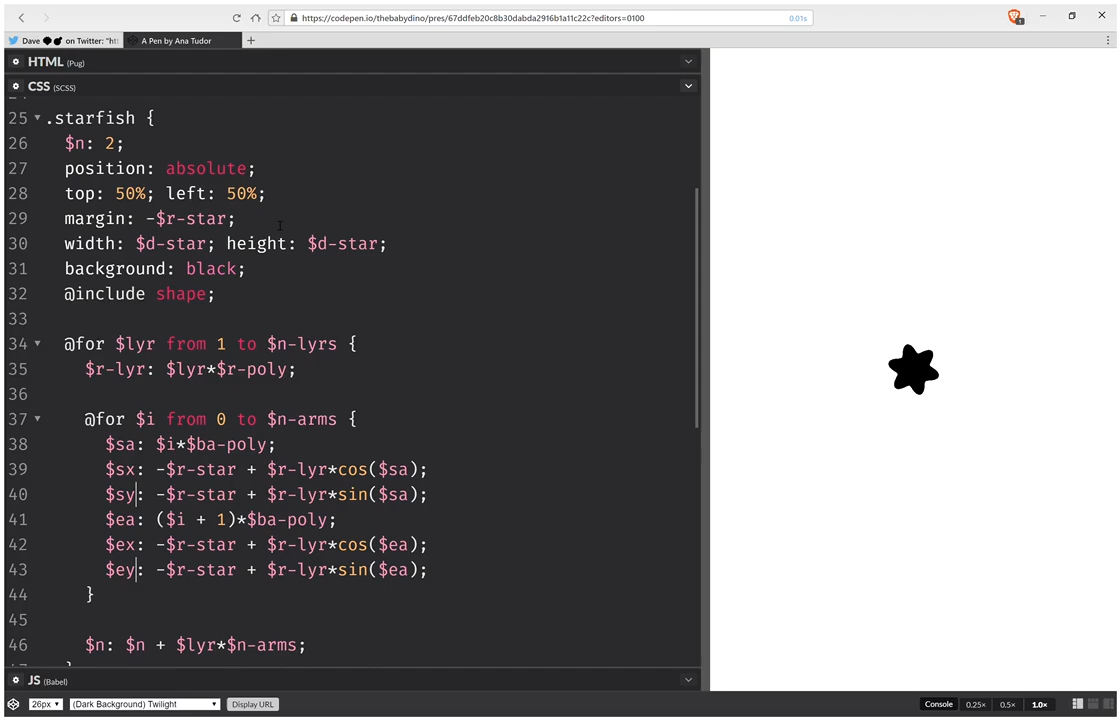 https://codepen.io/thebabydino/pres/67ddfeb20c8b30dabda2916b1a11c22c?editors=0100 0.01s 1
Dave on Twitter: "htt A Pen by Ana Tudor +
HTML (Pug)
CSS (SCSS)
25 .starfish {
26 $n: 2;
27 position: absolute;
28 top: 50%; left: 50%;
29 margin: -$r-star;
30 width: $d-star; height: $d-star;
31 background: black;
32 @include shape;
33
34 @for $lyr from 1 to $n-lyrs {
35 $r-lyr: $lyr*$r-poly;
36
37 @for $i from 0 to $n-arms {
38 $sa: $i*$ba-poly;
39 $sx: -$r-star + $r-lyr*cos($sa);
40 $sy: -$r-star + $r-lyr*sin($sa);
41 $ea: ($i + 1)*$ba-poly;
42 $ex: -$r-star + $r-lyr*cos($ea);
43 $ey: -$r-star + $r-lyr*sin($ea);
44 }
45
46 $n: $n + $lyr*$n-arms;
JS (Babel)
26px (Dark Background) Twilight Display URL Console 0.25× 0.5× 1.0×